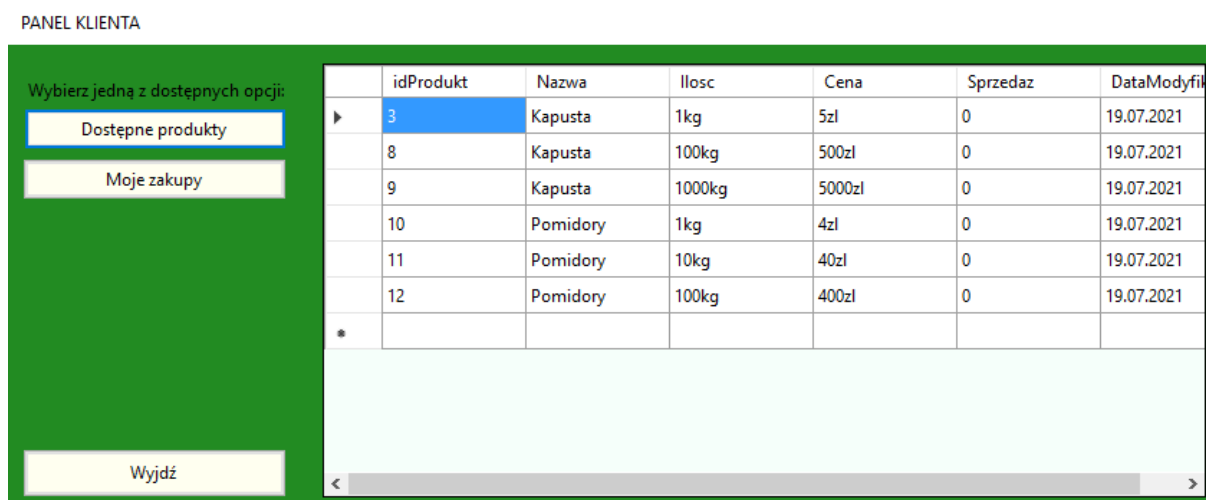 PANEL KLIENTA
Wybierz jedną z dostępnych opcji:
Dostępne produkty
Moje zakupy
Wyjdź
idProdukt Nazwa Ilosc Cena Sprzedaz DataModyfik
3 Kapusta 1kg 5zl 0 19.07.2021
8 Kapusta 100kg 500zl 0 19.07.2021
9 Kapusta 1000kg 5000zl 0 19.07.2021
10 Pomidory 1kg 4zl 0 19.07.2021
11 Pomidory 10kg 40zl 0 19.07.2021
12 Pomidory 100kg 400zl 0 19.07.2021